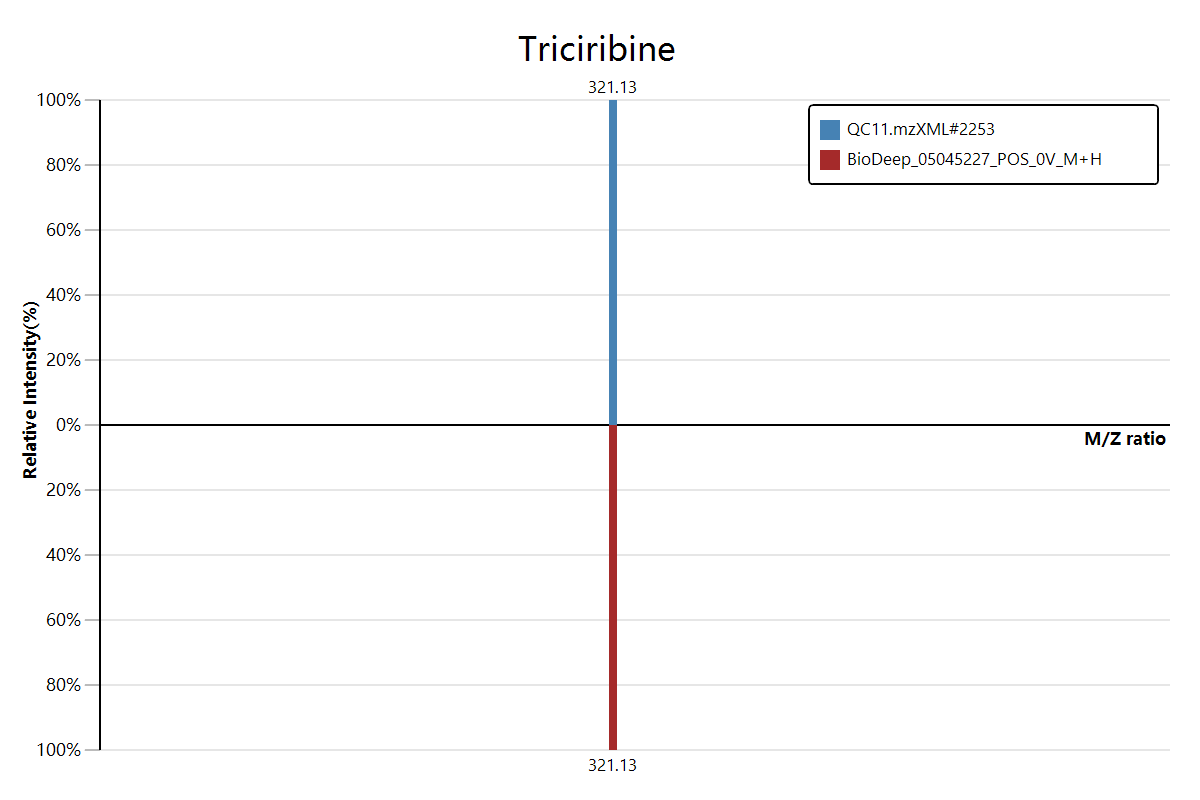 Triciribine
321.13
100%
80%
60%
40%
20%
0%
20%
40%
60%
80%
100%
Relative Intensity(%)
QC11.mzXML#2253
BioDeep_05045227_POS_0V_M+H
M/Z ratio
321.13